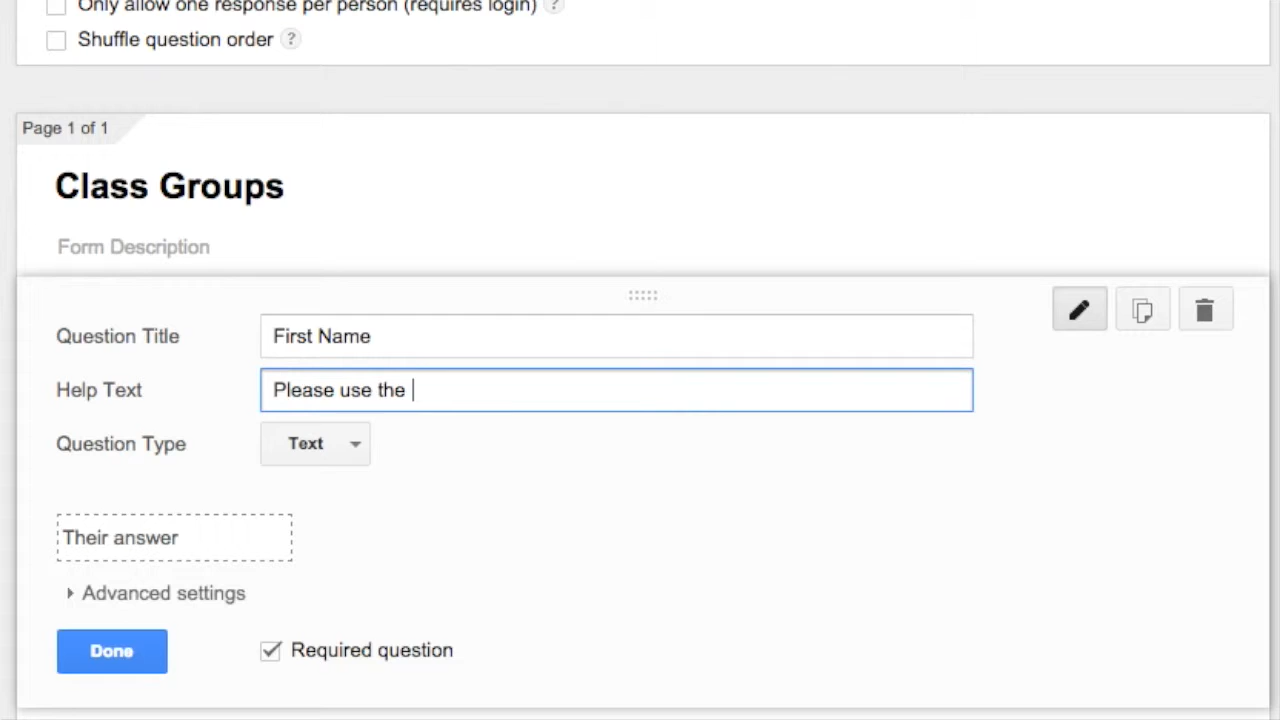 Only allow one response per person (requires login) ?
Shuffle question order ?
Page 1 of 1
Class Groups
Form Description
Question Title First Name
Help Text Please use the
Question Type Text
Their answer
Advanced settings
Done Required question